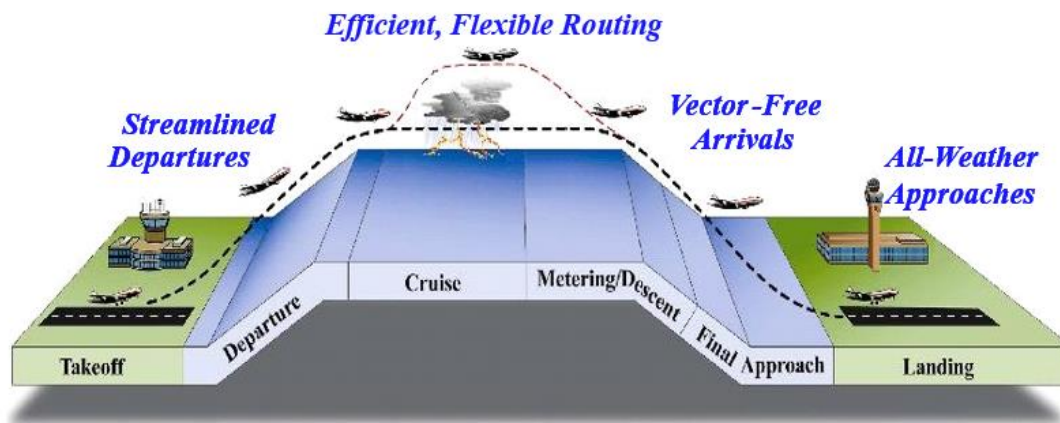 Efficient, Flexible Routing
Streamlined
Departures
Vector-Free
Arrivals
All-Weather
Approaches
Takeoff
Departure
Cruise
Metering/Descent
Final Approach
Landing